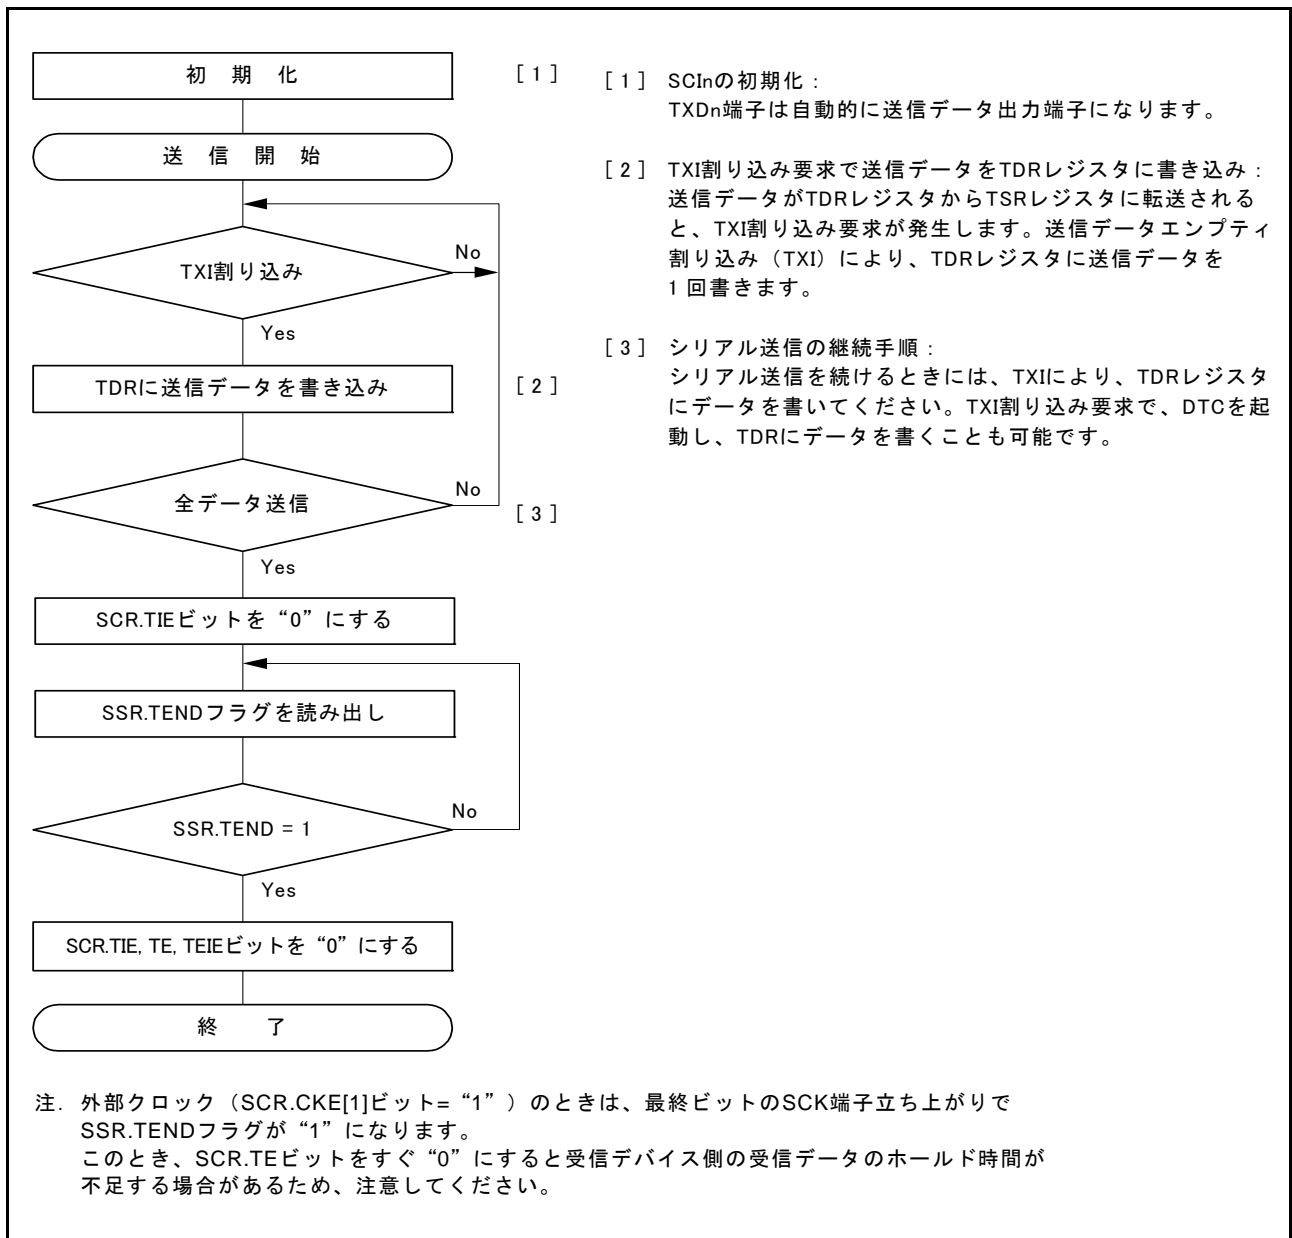 初 期 化
[ 1 ]
送 信 開 始
TXI割り込み
No
Yes
TDRに送信データを書き込み
[ 2 ]
全データ送信
No
[ 3 ]
Yes
SCR.TIEビットを“0”にする
SSR.TENDフラグを読み出し
SSR.TEND = 1
No
Yes
SCR.TIE, TE, TEIEビットを“0”にする
終 了
[ 1 ] SCInの初期化:
TXDn端子は自動的に送信データ出力端子になります。
[ 2 ] TXI割り込み要求で送信データをTDRレジスタに書き込み:
送信データがTDRレジスタからTSRレジスタに転送される
と、TXI割り込み要求が発生します。送信データエンプティ
割り込み（TXI）により、TDRレジスタに送信データを
1 回書きます。
[ 3 ] シリアル送信の継続手順:
シリアル送信を続けるときには、TXIにより、TDRレジスタ
にデータを書いてください。TXI割り込み要求で、DTCを起
動し、TDRにデータを書くことも可能です。
注. 外部クロック（SCR.CKE[1]ビット=“1”）のときは、最終ビットのSCK端子立ち上がりで
SSR.TENDフラグが“1”になります。
このとき、SCR.TEビットをすぐ“0”にすると受信デバイス側の受信データのホールド時間が
不足する場合があるため、注意してください。